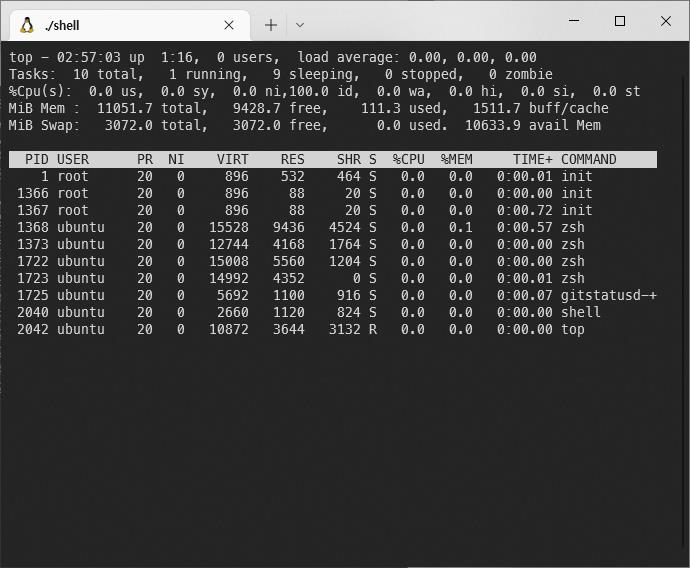 ./shell
top - 02:57:03 up  1:16,  0 users,  load average: 0.00, 0.00, 0.00
Tasks:  10 total,   1 running,   9 sleeping,   0 stopped,   0 zombie
%Cpu(s):  0.0 us,  0.0 sy,  0.0 ni,100.0 id,  0.0 wa,  0.0 hi,  0.0 si,  0.0 st
MiB Mem :  11051.7 total,   9428.7 free,    111.3 used,   1511.7 buff/cache
MiB Swap:   3072.0 total,   3072.0 free,      0.0 used.  10633.9 avail Mem
  PID USER      PR  NI    VIRT    RES    SHR S  %CPU  %MEM     TIME+ COMMAND
    1 root      20   0     896    532    464 S   0.0   0.0   0:00.01 init
 1366 root      20   0     896     88     20 S   0.0   0.0   0:00.00 init
 1367 root      20   0     896     88     20 S   0.0   0.0   0:00.72 init
 1368 ubuntu    20   0   15528   9436   4524 S   0.0   0.1   0:00.57 zsh
 1373 ubuntu    20   0   12744   4168   1764 S   0.0   0.0   0:00.00 zsh
 1722 ubuntu    20   0   15008   5560   1204 S   0.0   0.0   0:00.00 zsh
 1723 ubuntu    20   0   14992   4352      0 S   0.0   0.0   0:00.01 zsh
 1725 ubuntu    20   0    5692   1100    916 S   0.0   0.0   0:00.07 gitstatusd-+
 2040 ubuntu    20   0    2660   1120    824 S   0.0   0.0   0:00.00 shell
 2042 ubuntu    20   0   10872   3644   3132 R   0.0   0.0   0:00.00 top